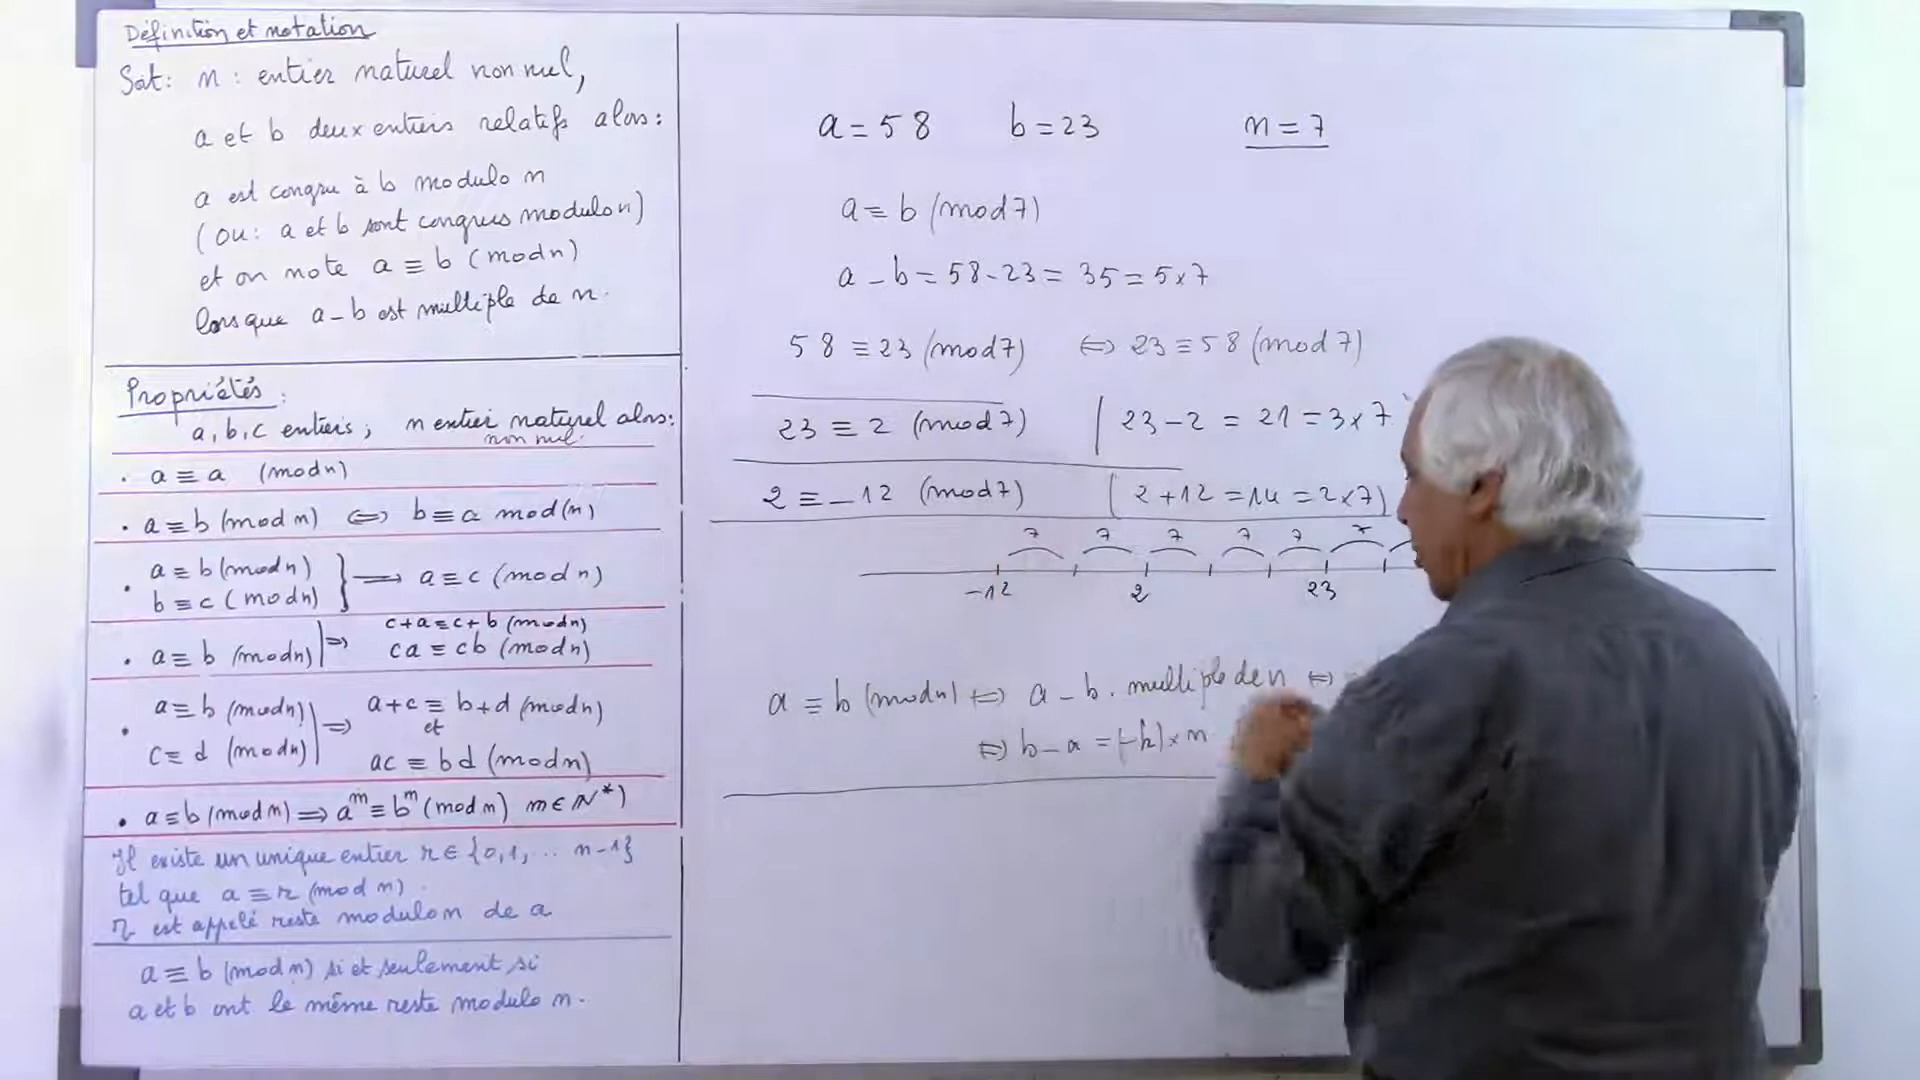 Définition et notation
Soit: n : entier naturel non nul,
a et b deux entiers relatifs alors:
a est congru à b modulo n
(ou: a et b sont congrus modulo n)
et on note a ≡ b (mod n)
lorsque a - b est multiple de n.
Propriétés:
a, b, c entiers; n entier naturel alors:
non nul.
• a ≡ a (mod n)
• a ≡ b (mod n) ⇔ b ≡ a mod(n)
• a ≡ b (mod n)
b ≡ c (mod n) } ⟹ a ≡ c (mod n)
c+a ≡ c+b (mod n)
• a ≡ b (mod n) | ⇒ ca ≡ cb (mod n)
• a ≡ b (mod n) | a+c ≡ b+d (mod n)
⇒ et
c ≡ d (mod n) | ac ≡ bd (mod n)
• a ≡ b (mod n) ⟹ a^m ≡ b^m (mod n) m ∈ N*)
Il existe un unique entier r ∈ {0,1, .. n-1}
tel que a ≡ r (mod n).
r est appelé reste modulo n de a
a ≡ b (mod n) si et seulement si
a et b ont le même reste modulo n.
a = 58 b = 23 n = 7
a ≡ b (mod 7)
a - b = 58 - 23 = 35 = 5 × 7
58 ≡ 23 (mod 7) ⇔ 23 ≡ 58 (mod 7)
23 ≡ 2 (mod 7) | 23 - 2 = 21 = 3 × 7
2 ≡ -12 (mod 7) ( 2 + 12 = 14 = 2 × 7)
7 7 7 7 7 7
-12 2 23
a ≡ b (mod n) ⇔ a - b . multiple de n ⇔
⇔ b - a = (-k) × n